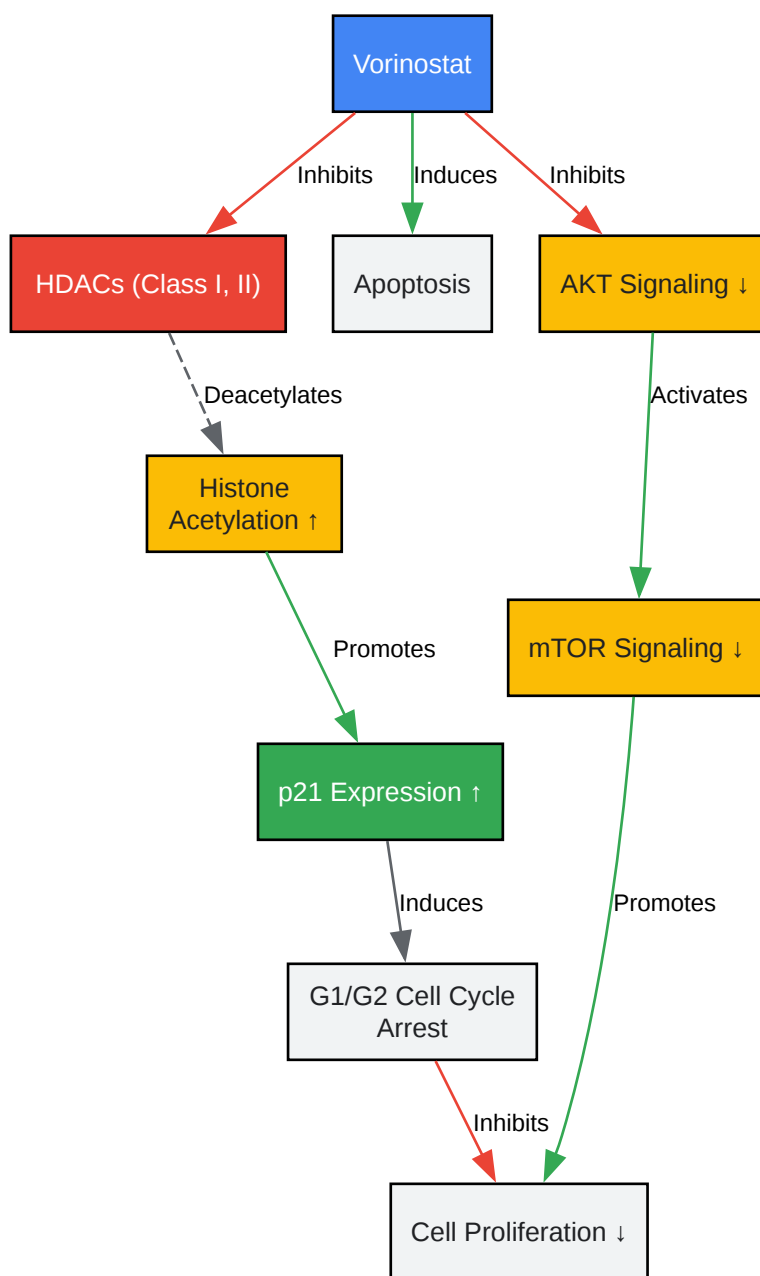 Vorinostat
Inhibits
Induces
Inhibits
HDACs (Class I, II)
Apoptosis
AKT Signaling ↓
Deacetylates
Activates
Histone
Acetylation ↑
Promotes
mTOR Signaling ↓
p21 Expression ↑
Induces
Promotes
G1/G2 Cell Cycle
Arrest
Inhibits
Cell Proliferation ↓